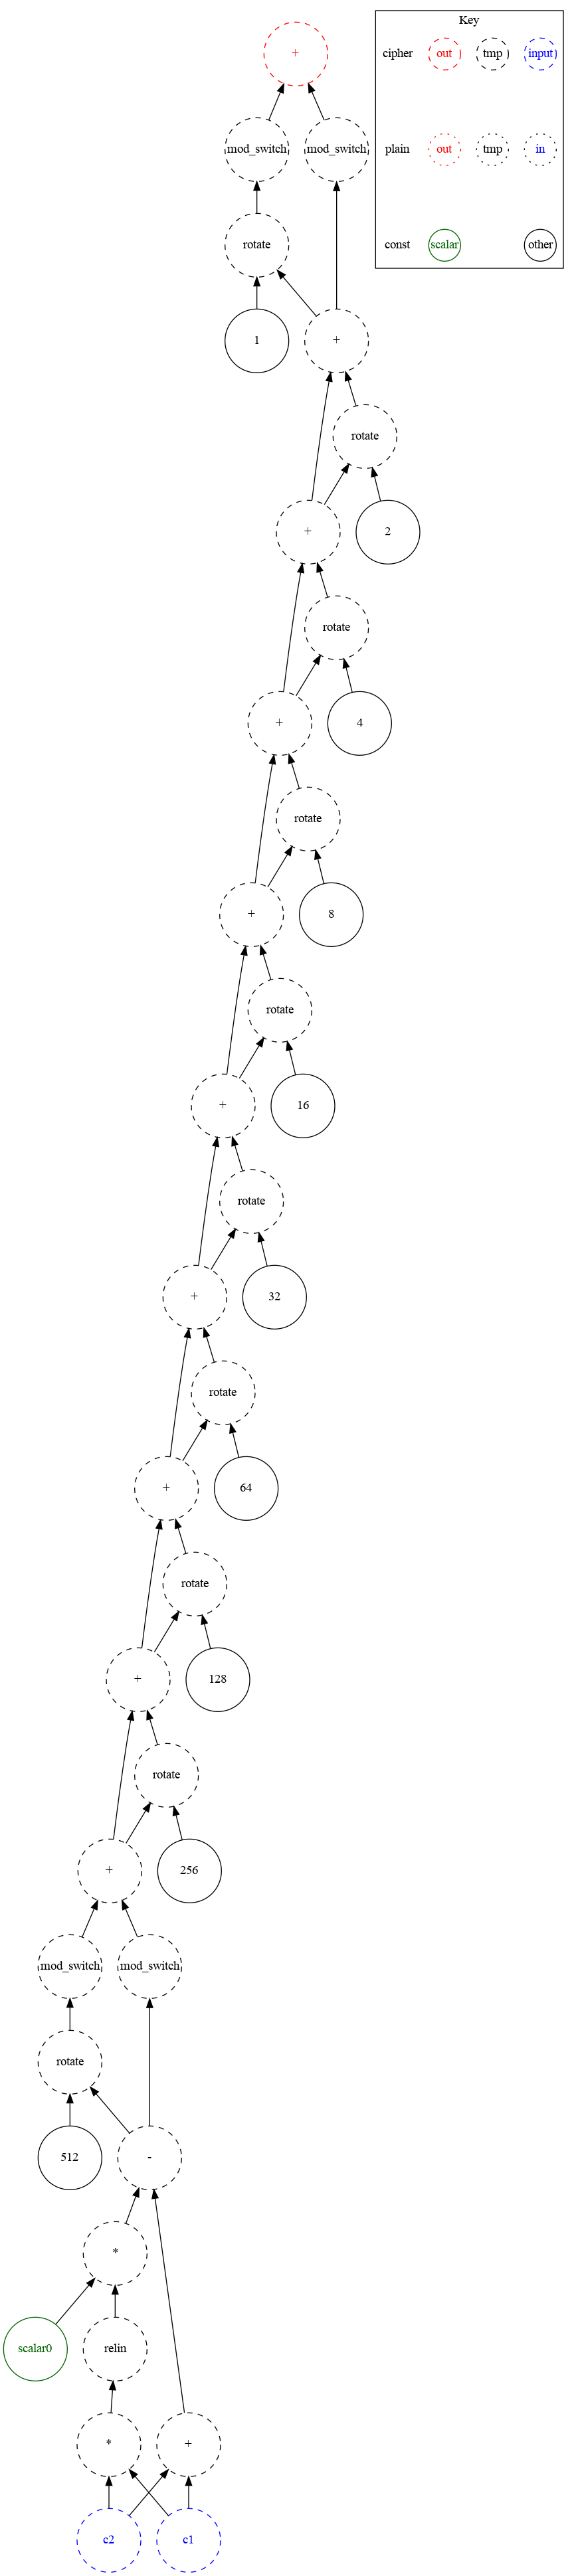 Key
cipher out tmp input
plain out tmp in
const scalar other
+
mod_switch mod_switch
rotate
1 +
rotate
+ 2
rotate
+ 4
rotate
+ 8
rotate
+ 16
rotate
+ 32
rotate
+ 64
rotate
+ 128
rotate
+ 256
mod_switch mod_switch
rotate
512 -
*
scalar0 relin
* +
c2 c1